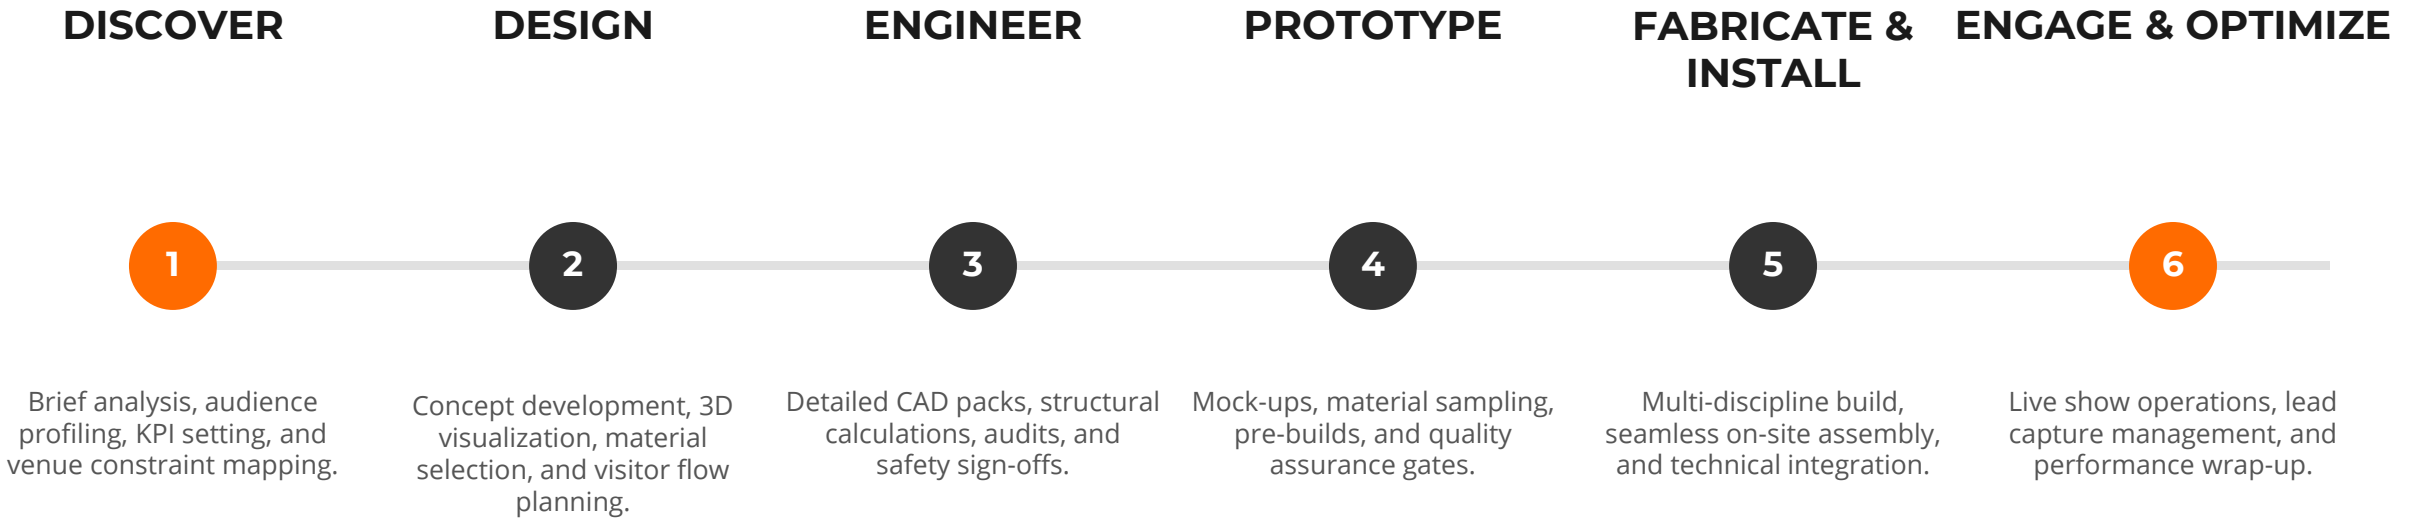 DISCOVER
DESIGN
ENGINEER
PROTOTYPE
FABRICATE &
INSTALL
ENGAGE & OPTIMIZE
1
2
3
4
5
6
Brief analysis, audience
profiling, KPI setting, and
venue constraint mapping.
Concept development, 3D
visualization, material
selection, and visitor flow
planning.
Detailed CAD packs, structural
calculations, audits, and
safety sign-offs.
Mock-ups, material sampling,
pre-builds, and quality
assurance gates.
Multi-discipline build,
seamless on-site assembly,
and technical integration.
Live show operations, lead
capture management, and
performance wrap-up.